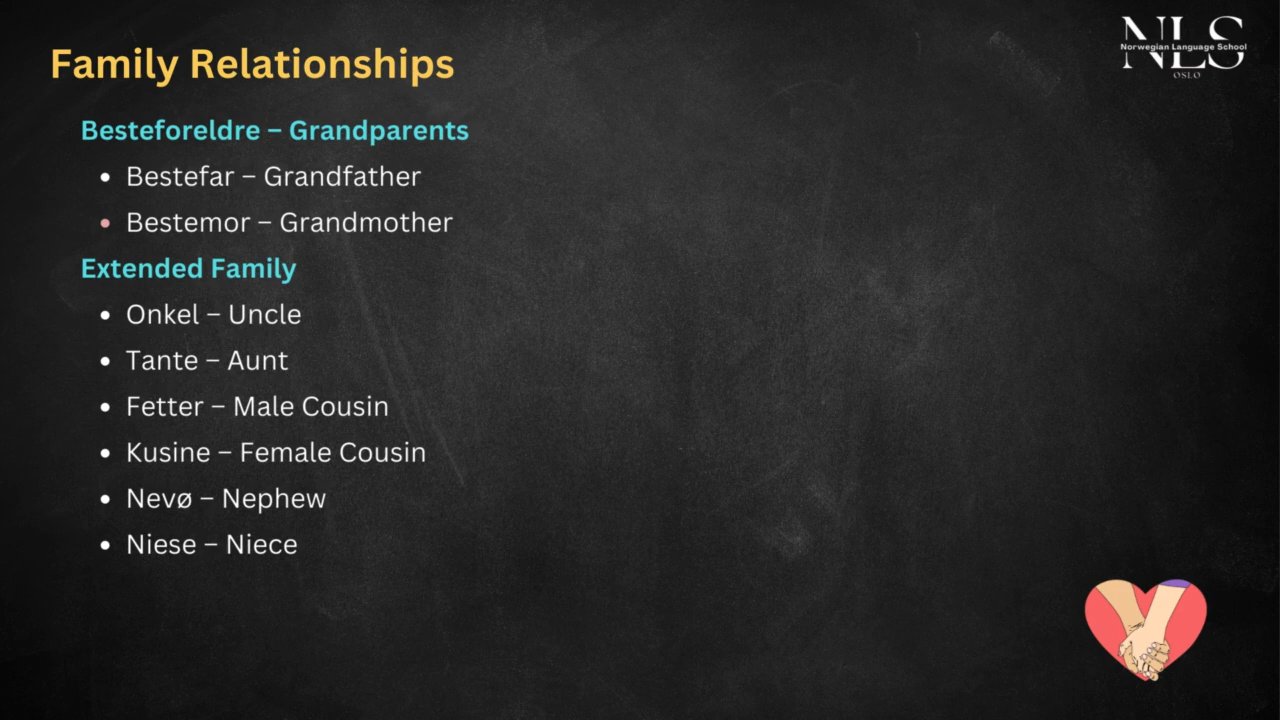 NLS
Norwegian Language School
OSLO
Family Relationships
Besteforeldre – Grandparents
• Bestefar – Grandfather
• Bestemor – Grandmother
Extended Family
• Onkel – Uncle
• Tante – Aunt
• Fetter – Male Cousin
• Kusine – Female Cousin
• Nevø – Nephew
• Niese – Niece